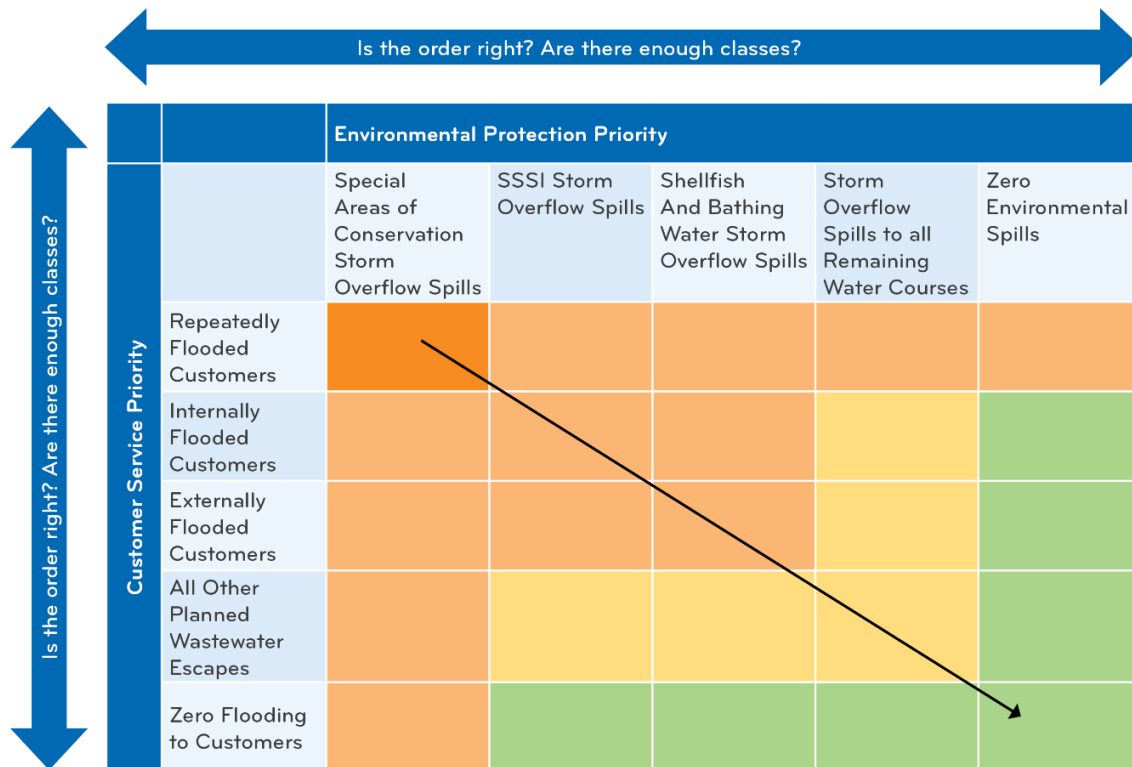 Is the order right? Are there enough classes?
Is the order right? Are there enough classes?
Environmental Protection Priority
Customer Service Priority
Special
Areas of
Conservation
Storm
Overflow Spills
SSSI Storm
Overflow Spills
Shellfish
And Bathing
Water Storm
Overflow Spills
Storm
Overflow
Spills to all
Remaining
Water Courses
Zero
Environmental
Spills
Repeatedly
Flooded
Customers
Internally
Flooded
Customers
Externally
Flooded
Customers
All Other
Planned
Wastewater
Escapes
Zero Flooding
to Customers